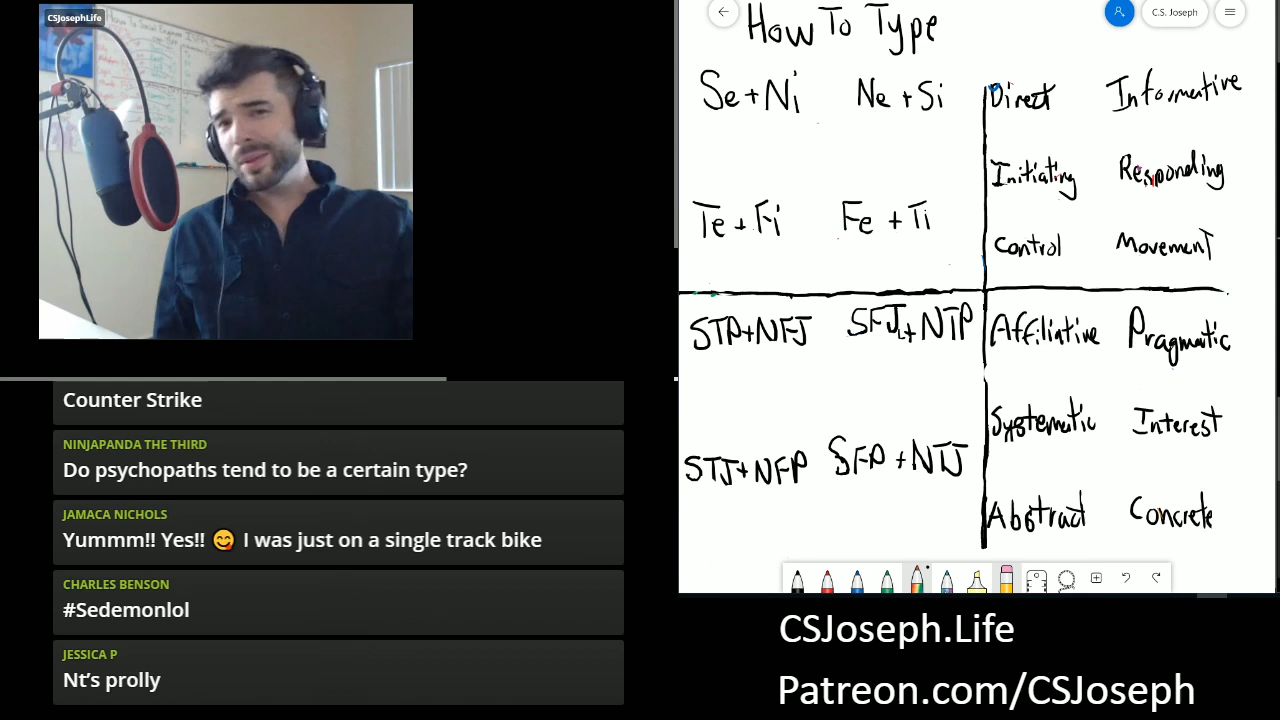 CSJosephLife
Counter Strike
NINJAPANDA THE THIRD
Do psychopaths tend to be a certain type?
JAMACA NICHOLS
Yummm!! Yes!! 😋 I was just on a single track bike
CHARLES BENSON
#Sedemonlol
JESSICA P
Nt's prolly
C.S. Joseph
How To Type
Se+Ni Ne+Si Direct Informative
Initiating Responding
Te+Fi Fe+Ti
Control Movement
STP+NFJ SFJ+NTP Affiliative Pragmatic
Systematic Interest
STJ+NFP SFP+NTJ
Abstract Concrete
CSJoseph.Life
Patreon.com/CSJoseph